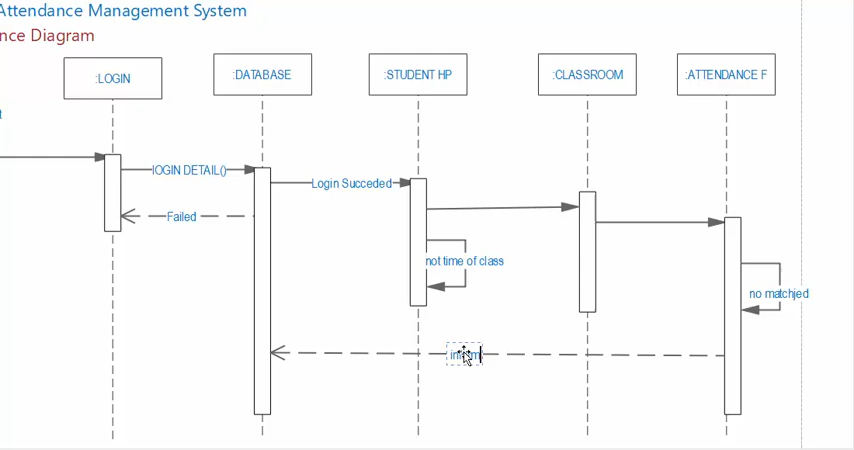 Attendance Management System
nce Diagram
:LOGIN
:DATABASE
:STUDENT HP
:CLASSROOM
:ATTENDANCE F
t
lOGIN DETAIL()
Login Succeded
Failed
not time of class
no matchjed